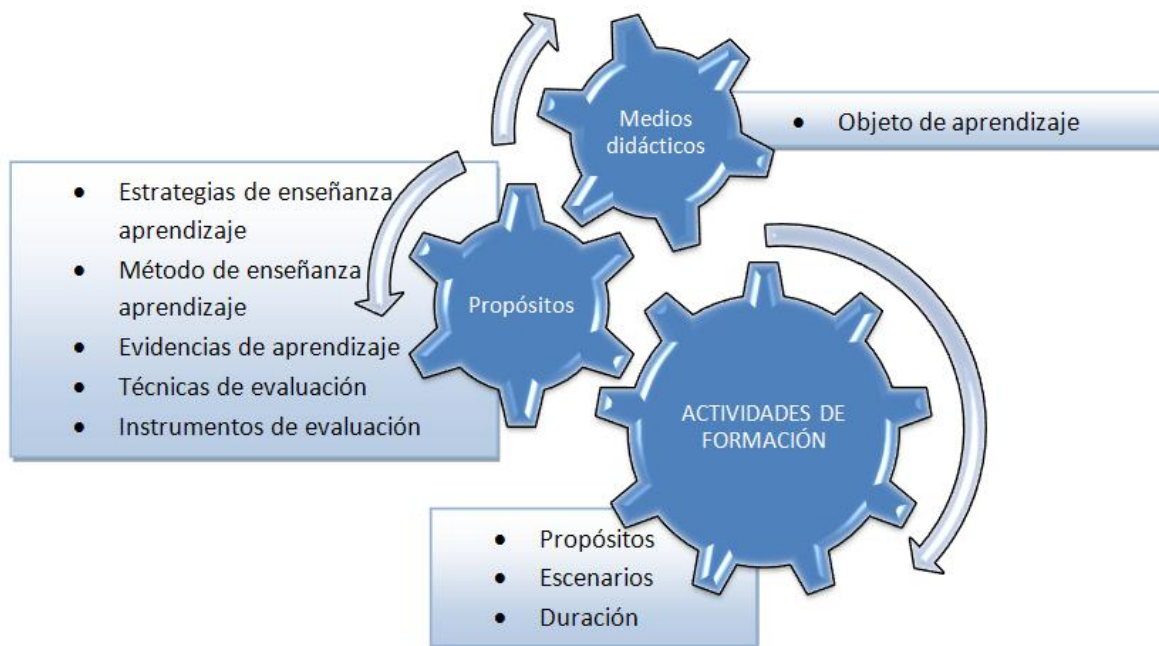 Medios
didácticos
• Objeto de aprendizaje
• Estrategias de enseñanza
aprendizaje
• Método de enseñanza
aprendizaje
• Evidencias de aprendizaje
• Técnicas de evaluación
• Instrumentos de evaluación
Propósitos
ACTIVIDADES DE
FORMACIÓN
• Propósitos
• Escenarios
• Duración